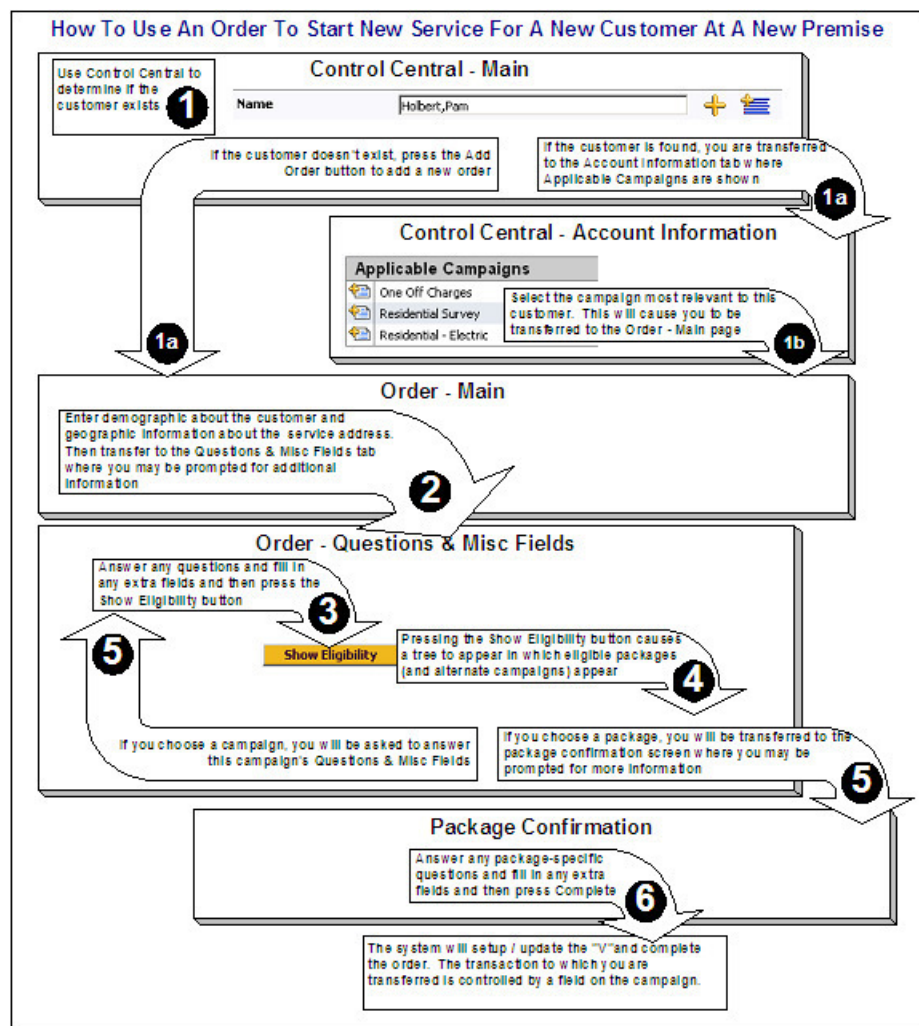 How To Use An Order To Start New Service For A New Customer At A New Premise
Control Central - Main
Use Control Central to
determine if the
customer exists
1
Name
Holbert,Pam
If the customer doesn't exist, press the Add
Order button to add a new order
If the customer is found, you are transferred
to the Account Information tab where
Applicable Campaigns are shown
1a
Control Central - Account Information
Applicable Campaigns
One Off Charges
Residential Survey
Residential - Electric
Select the campaign most relevant to this
customer. This will cause you to be
transferred to the Order - Main page
1b
1a
Order - Main
Enter demographic about the customer and
geographic information about the service address.
Then transfer to the Questions & Misc Fields tab
where you may be prompted for additional
information
2
Order - Questions & Misc Fields
Answer any questions and fill in
any extra fields and then press the
Show Eligibility button
3
5
Show Eligibility
Pressing the Show Eligibility button causes
a tree to appear in which eligible packages
(and alternate campaigns) appear
4
If you choose a campaign, you will be asked to answer
this campaign's Questions & Misc Fields
If you choose a package, you will be transferred to the
package confirmation screen where you may be
prompted for more information
5
Package Confirmation
Answer any package-specific
questions and fill in any extra
fields and then press Complete
6
The system will setup / update the "V"and complete
the order. The transaction to which you are
transferred is controlled by a field on the campaign.